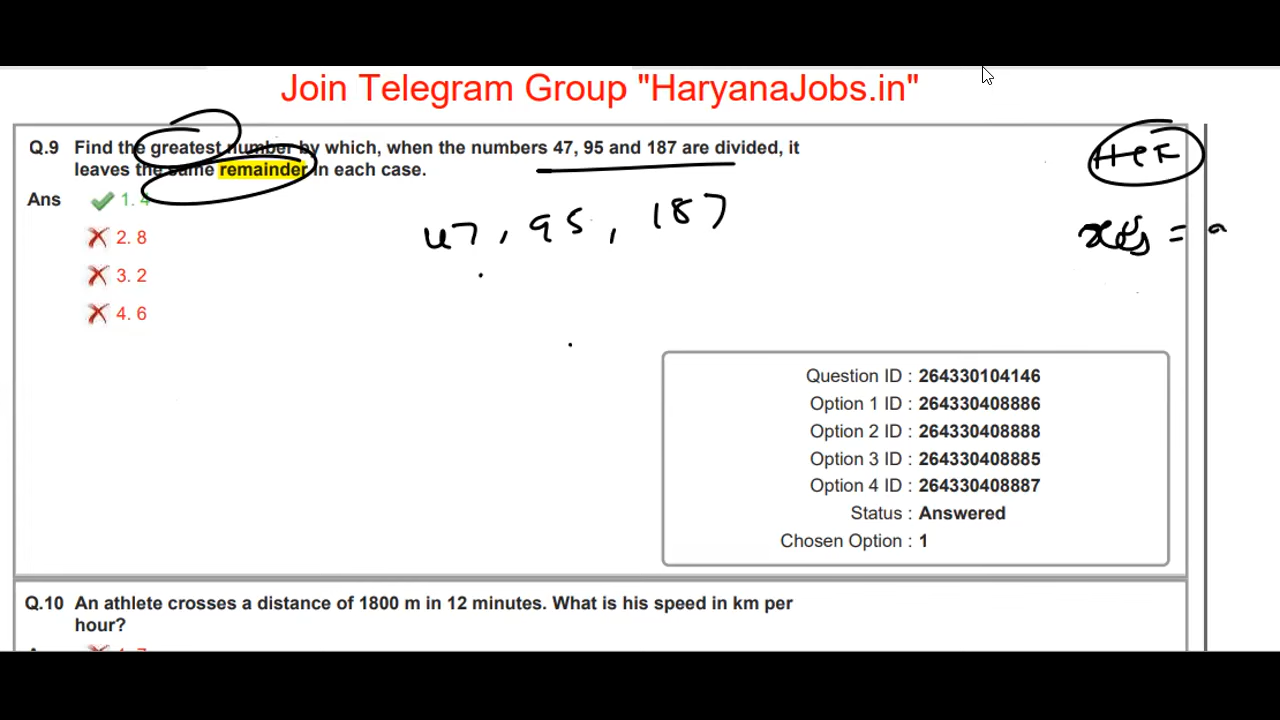 Join Telegram Group "HaryanaJobs.in"
Q.9 Find the greatest number by which, when the numbers 47, 95 and 187 are divided, it
leaves the same remainder in each case.
HCF
Ans 1. 4
47, 95, 187
2. 8
3. 2
4. 6
Question ID : 264330104146
Option 1 ID : 264330408886
Option 2 ID : 264330408888
Option 3 ID : 264330408885
Option 4 ID : 264330408887
Status : Answered
Chosen Option : 1
Q.10 An athlete crosses a distance of 1800 m in 12 minutes. What is his speed in km per
hour?